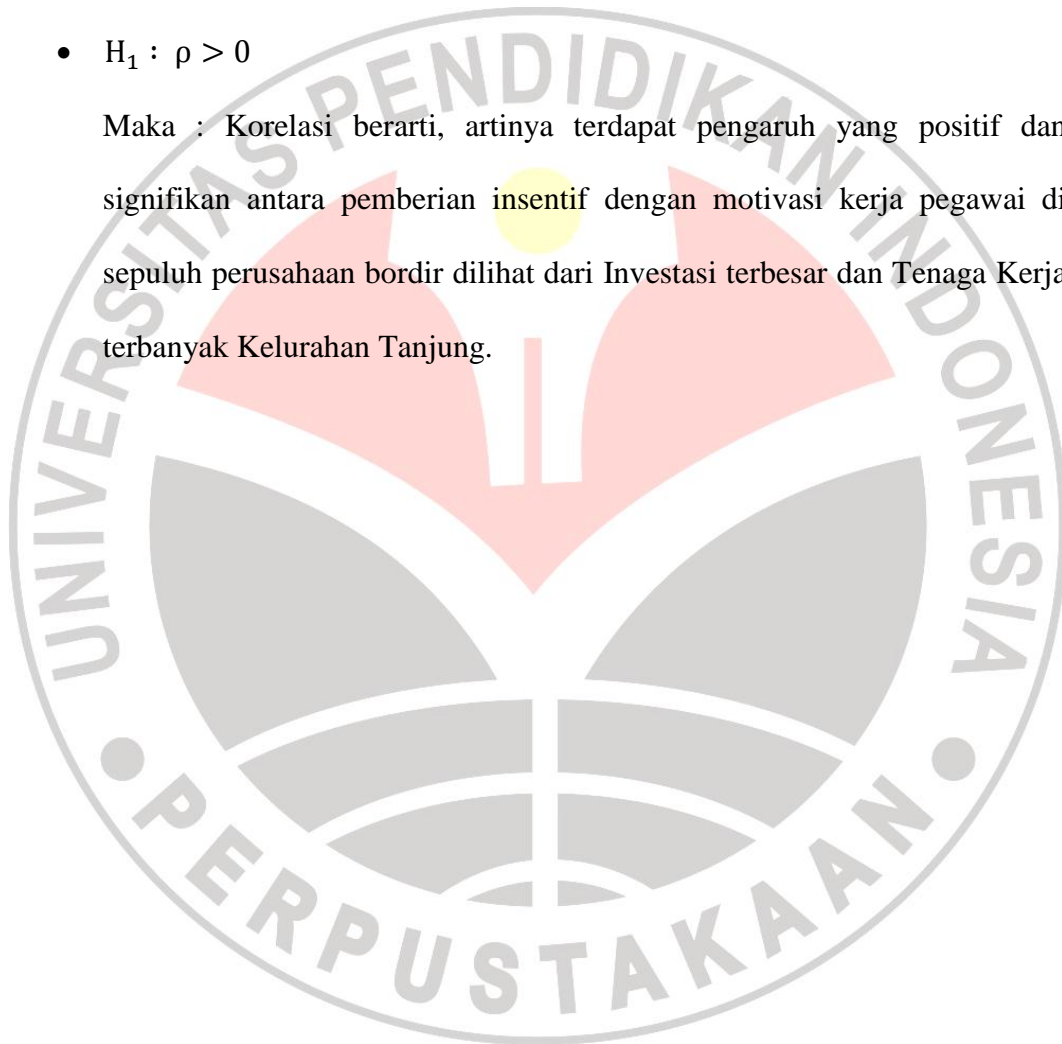 • H₁ : ρ > 0
Maka : Korelasi berarti, artinya terdapat pengaruh yang positif dan
signifikan antara pemberian insentif dengan motivasi kerja pegawai di
sepuluh perusahaan bordir dilihat dari Investasi terbesar dan Tenaga Kerja
terbanyak Kelurahan Tanjung.
UNIVERSITAS PENDIDIKAN INDONESIA
PERPUSTAKAAN